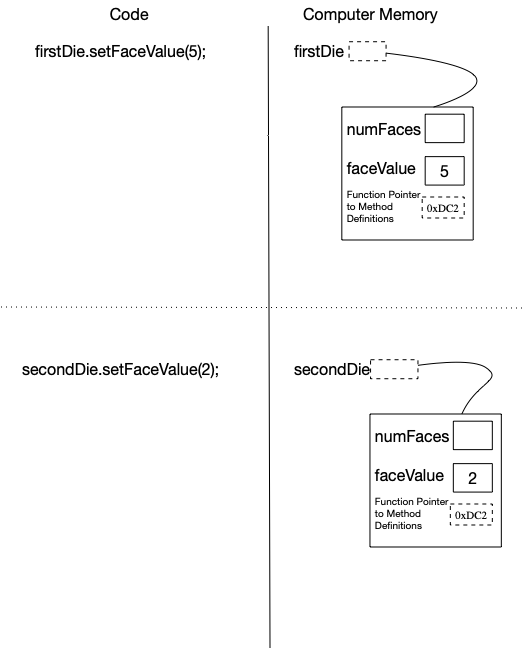 Code
Computer Memory
firstDie.setFaceValue(5);
firstDie
numFaces
faceValue
5
Function Pointer
to Method
Definitions
0xDC2
secondDie.setFaceValue(2);
secondDie
numFaces
faceValue
2
Function Pointer
to Method
Definitions
0xDC2